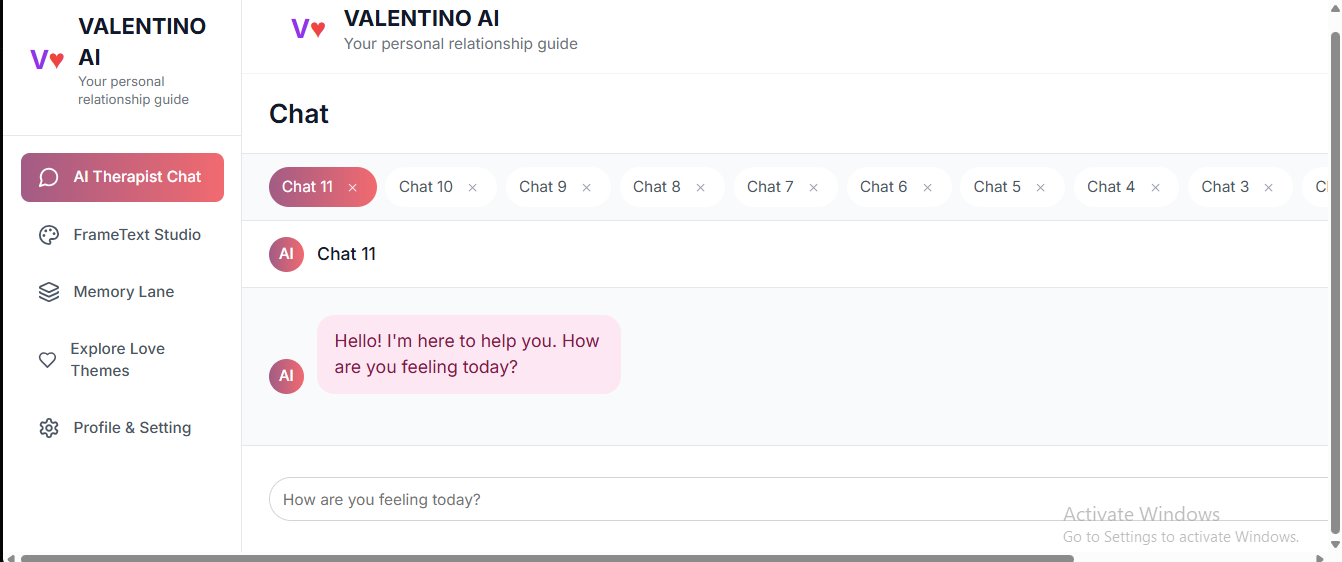 VALENTINO
AI
V♥
Your personal
relationship guide
AI Therapist Chat
FrameText Studio
Memory Lane
Explore Love
Themes
Profile & Setting
V♥
VALENTINO AI
Your personal relationship guide
Chat
Chat 11 × Chat 10 × Chat 9 × Chat 8 × Chat 7 × Chat 6 × Chat 5 × Chat 4 × Chat 3 ×
AI Chat 11
Hello! I'm here to help you. How
are you feeling today?
AI
How are you feeling today?
Activate Windows
Go to Settings to activate Windows.